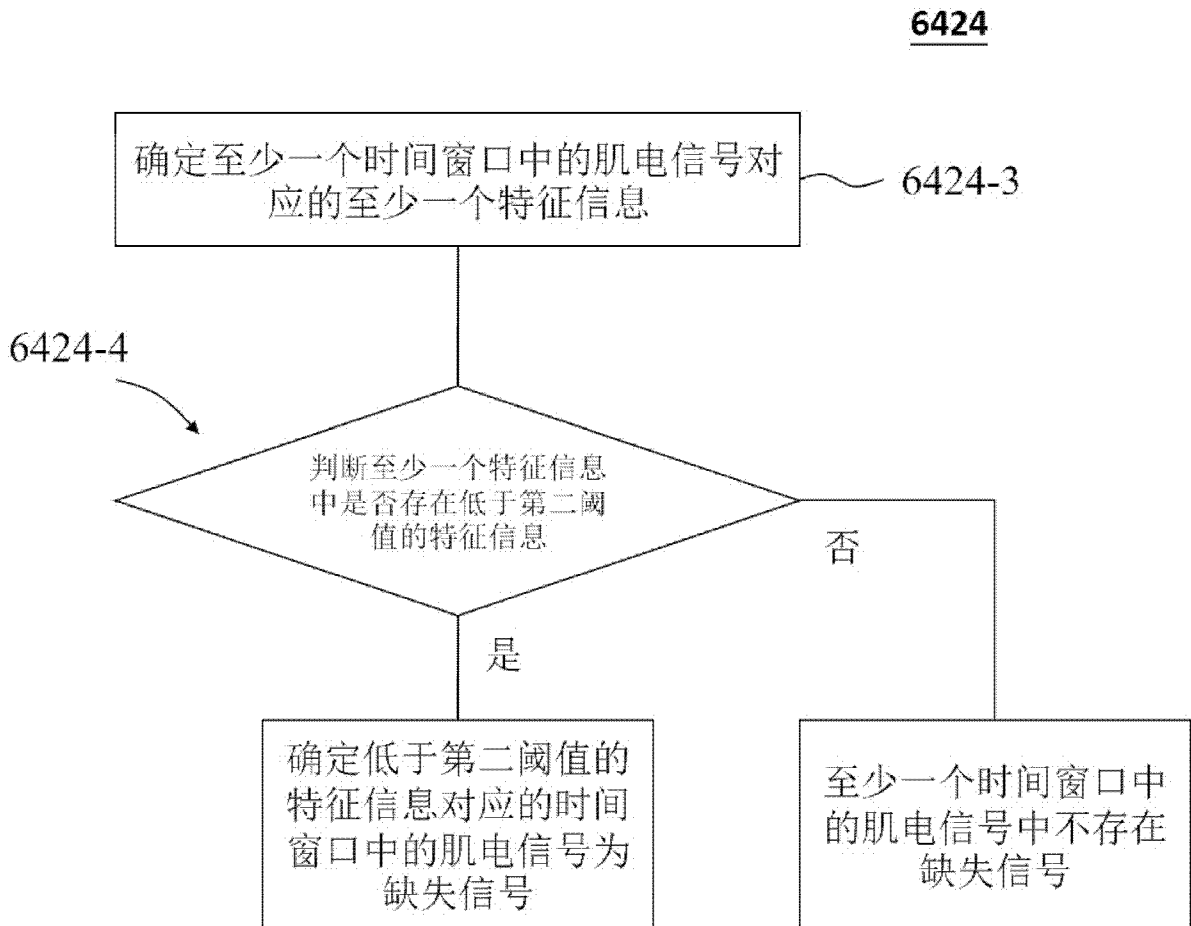 6424
确定至少一个时间窗口中的肌电信号对
应的至少一个特征信息
6424-3
6424-4
判断至少一个特征信息
中是否存在低于第二阈
值的特征信息
否
是
确定低于第二阈值的
特征信息对应的时间
窗口中的肌电信号为
缺失信号
至少一个时间窗口中
的肌电信号中不存在
缺失信号